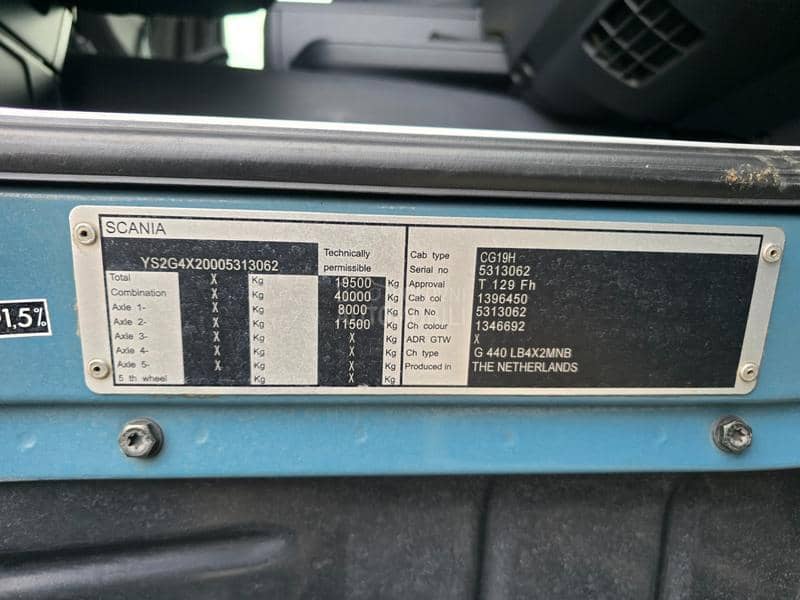 SCANIA
YS2G4X20005313062
Technically permissible
Total X Kg 19500 Kg
Combination X Kg 40000 Kg
Axle 1- X Kg 8000 Kg
Axle 2- X Kg 11500 Kg
Axle 3- X Kg X Kg
Axle 4- X Kg X Kg
Axle 5- X Kg X Kg
5 th wheel Kg X Kg
Cab type CG19H
Serial no 5313062
Approval T 129 Fh
Cab col 1396450
Ch No 5313062
Ch colour 1346692
ADR GTW X
Ch type G 440 LB4X2MNB
Produced in THE NETHERLANDS
1,5%